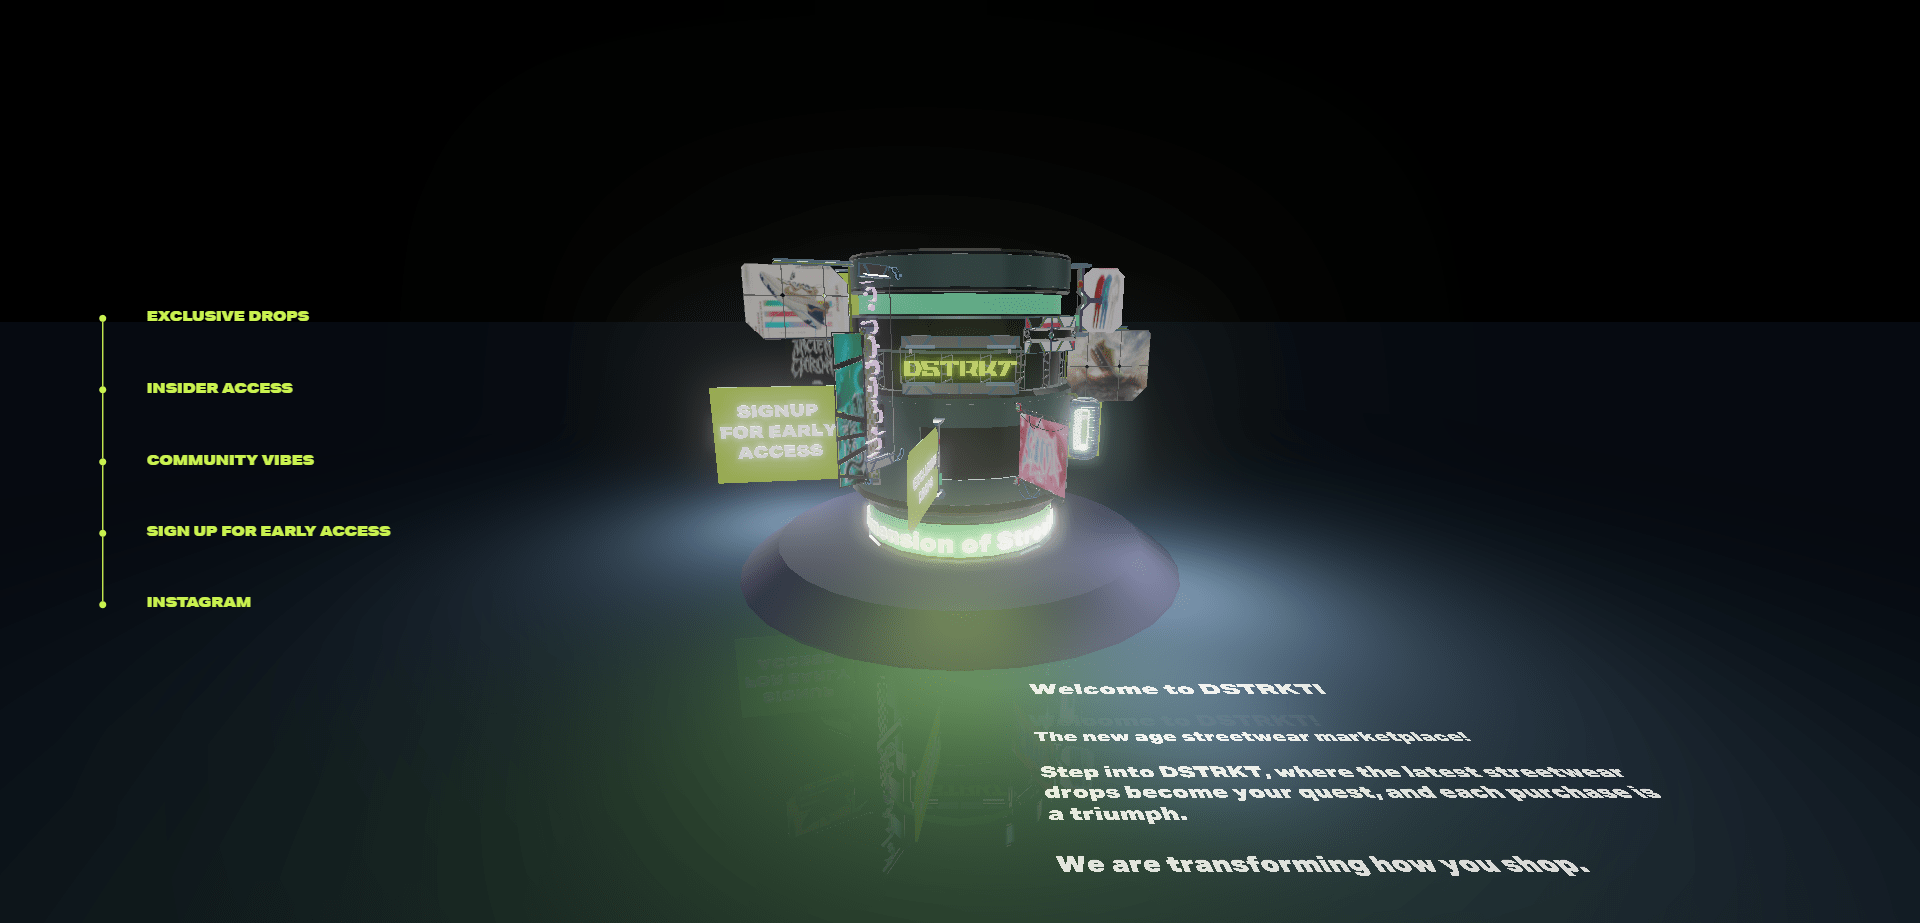 EXCLUSIVE DROPS
INSIDER ACCESS
COMMUNITY VIBES
SIGN UP FOR EARLY ACCESS
INSTAGRAM
DSTRKT
SIGNUP
FOR EARLY
ACCESS
of
Welcome to DSTRKT!
The new age streetwear marketplace!
Step into DSTRKT, where the latest streetwear
drops become your quest, and each purchase is
a triumph.
We are transforming how you shop.